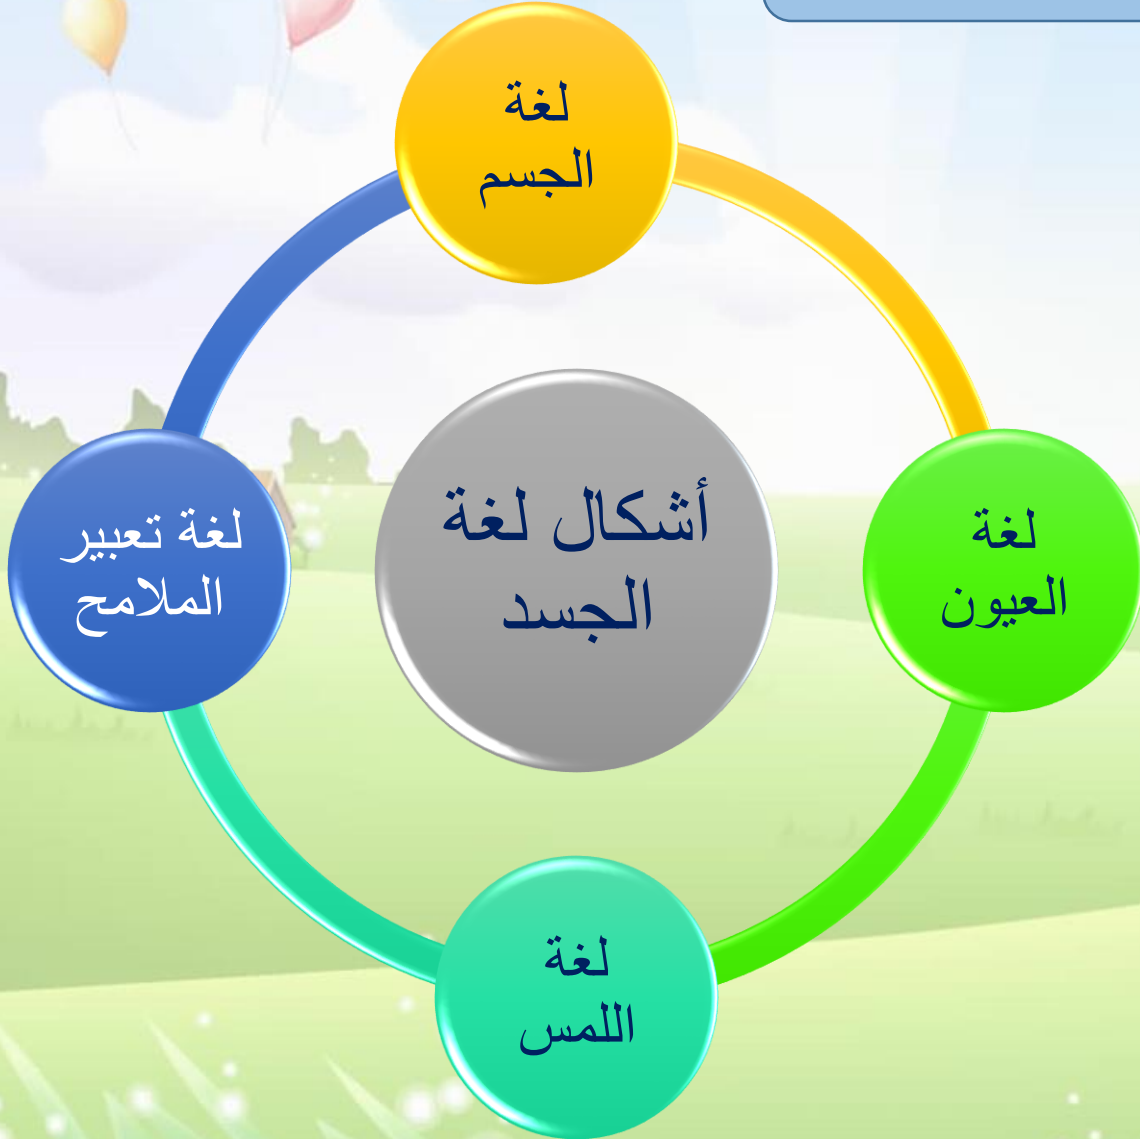 لغة
الجسم
أشكال لغة
الجسد
لغة
العيون
لغة تعبير
الملامح
لغة
اللمس